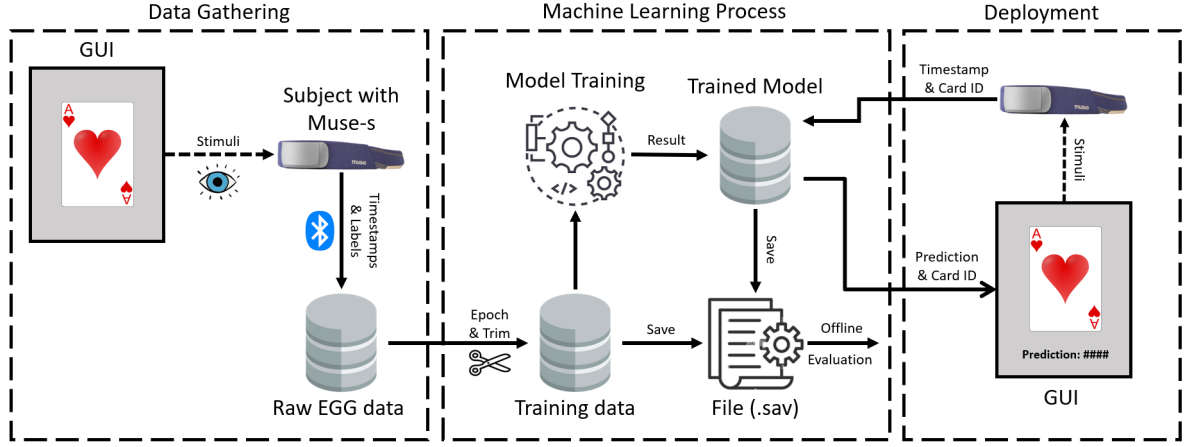 Data Gathering
Machine Learning Process
Deployment
GUI
A
A
Stimuli
Subject with
Muse-s
muse
Timestamps
& Labels
Raw EGG data
Epoch
& Trim
Model Training
</>
Result
Trained Model
Save
Training data
Save
File (.sav)
Offline
Evaluation
Timestamp
& Card ID
muse
Stimuli
Prediction
& Card ID
A
A
Prediction: ####
GUI